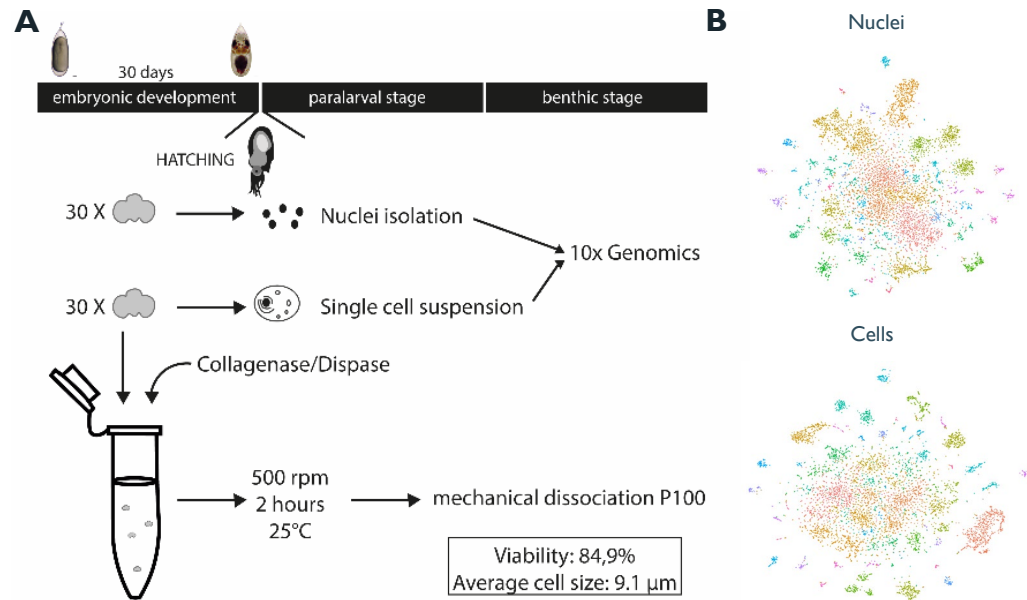 A
30 days
embryonic development
paralarval stage
benthic stage
HATCHING
30 X
Nuclei isolation
10x Genomics
30 X
Single cell suspension
Collagenase/Dispase
500 rpm
2 hours
25°C
mechanical dissociation P100
Viability: 84,9%
Average cell size: 9.1 µm
B
Nuclei
Cells